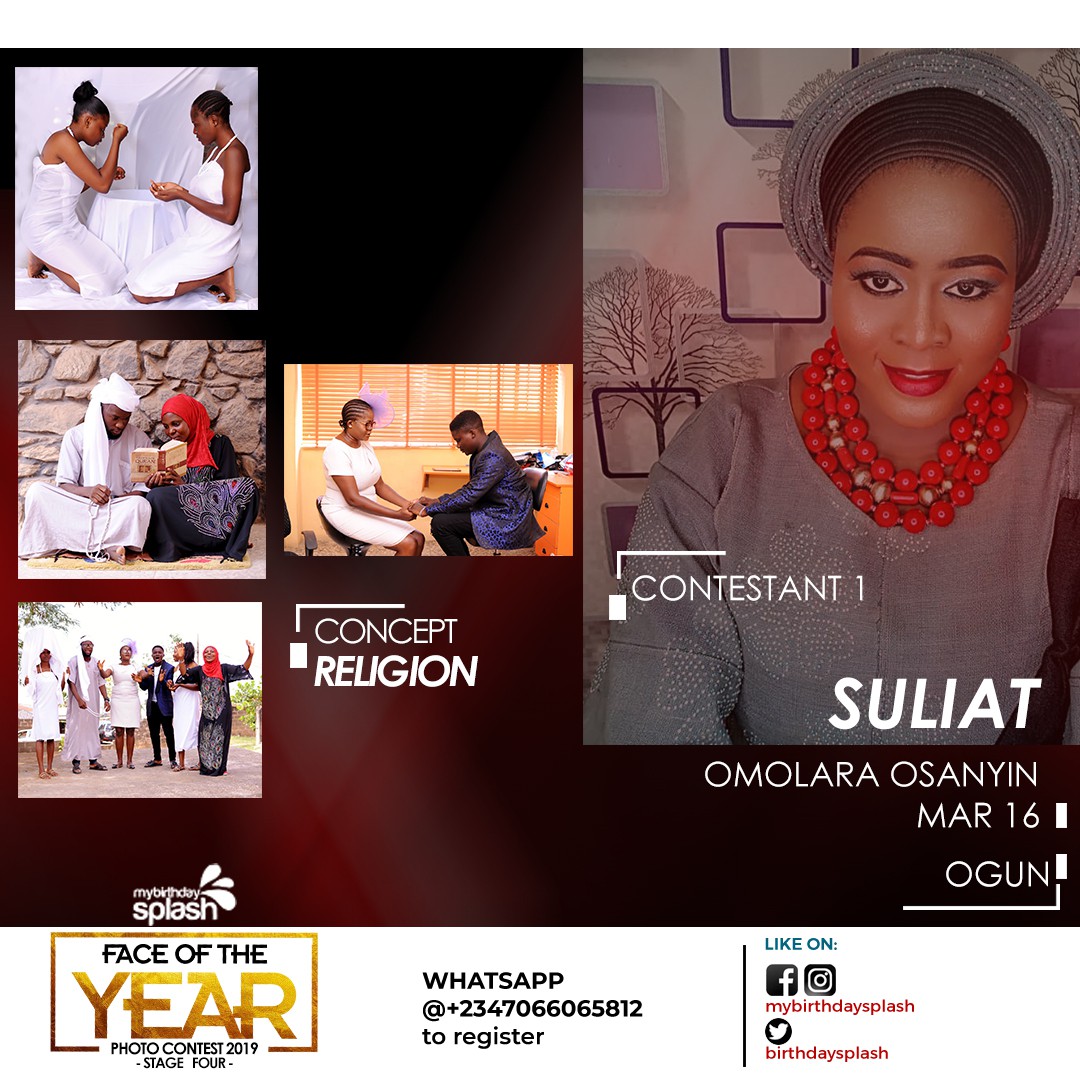 CONTESTANT 1
CONCEPT
RELIGION
SULIAT
OMOLARA OSANYIN
MAR 16
OGUN
mybirthday
splash
FACE OF THE
YEAR
PHOTO CONTEST 2019
- STAGE FOUR -
WHATSAPP
@+2347066065812
to register
LIKE ON:
mybirthdaysplash
birthdaysplash